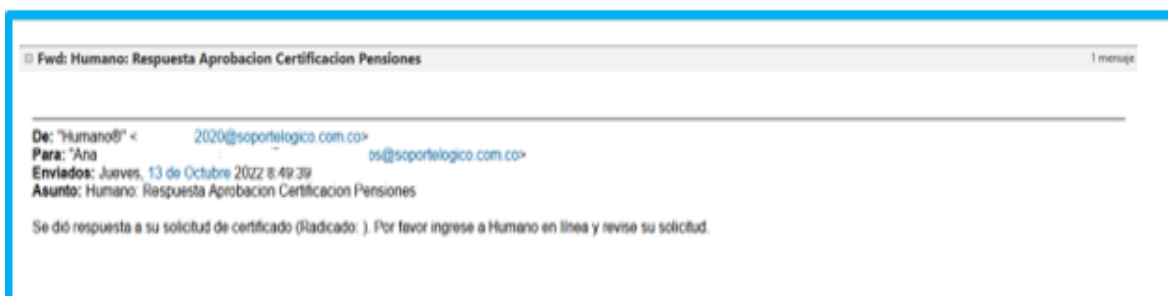 Fwd: Humano: Respuesta Aprobacion Certificacion Pensiones
1 mensaje
De: "Humano®" < 2020@soportelogico.com.co>
Para: "Ana os@soportelogico.com.co>
Enviados: Jueves, 13 de Octubre 2022 8:49:39
Asunto: Humano: Respuesta Aprobacion Certificacion Pensiones
Se dió respuesta a su solicitud de certificado (Radicado: ). Por favor ingrese a Humano en línea y revise su solicitud.